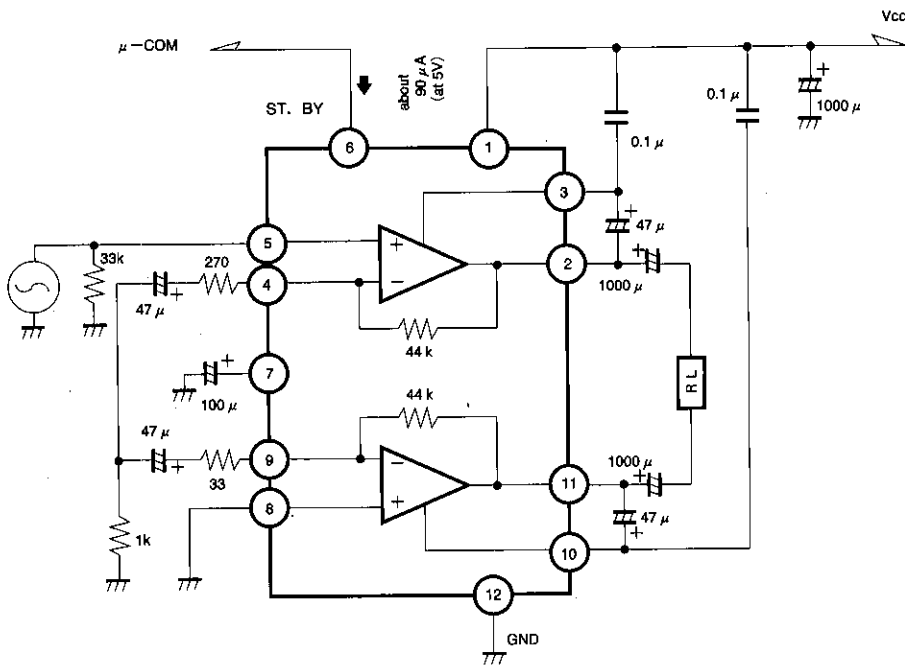 μ-COM
Vcc
about
90 μA
(at 5V)
ST. BY
0.1 μ
0.1 μ
1000 μ
6
1
3
5
33k
270
4
47 μ
47 μ
2
1000 μ
44 k
7
100 μ
RL
44 k
47 μ
9
33
1000 μ
11
47 μ
8
1k
10
12
GND